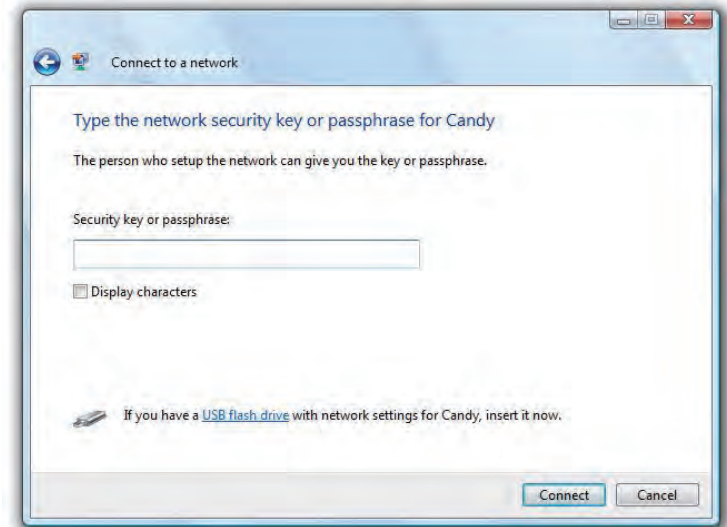 Connect to a network
Type the network security key or passphrase for Candy
The person who setup the network can give you the key or passphrase.
Security key or passphrase:
Display characters
If you have a USB flash drive with network settings for Candy, insert it now.
Connect Cancel